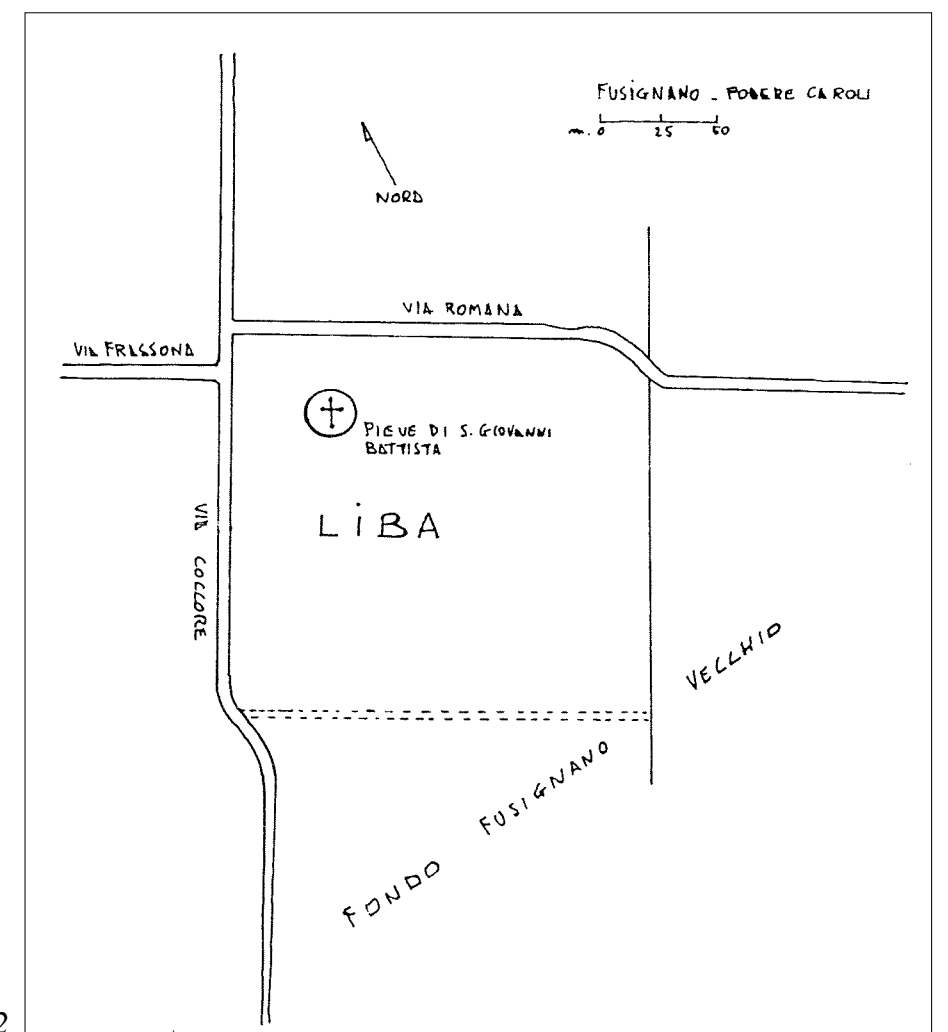 FUSIGNANO - PODERE CAROLI
m. 0 25 50
NORD
VIA ROMANA
VIA FRASSONA
PIEVE DI S. GIOVANNI
BATTISTA
LIBA
VIA COCCORE
FONDO FUSIGNANO VECCHIO
2